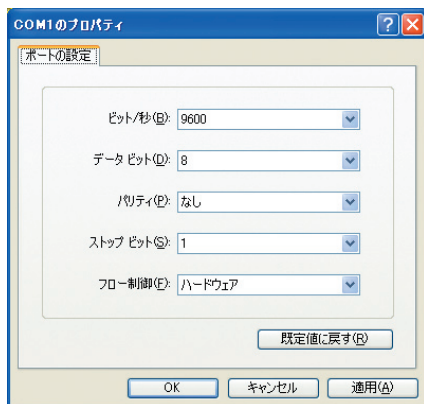 COM1のプロパティ
ポートの設定
ビット/秒(B): 9600
データ ビット(D): 8
パリティ(P): なし
ストップ ビット(S): 1
フロー制御(F): ハードウェア
既定値に戻す(R)
OK キャンセル 適用(A)